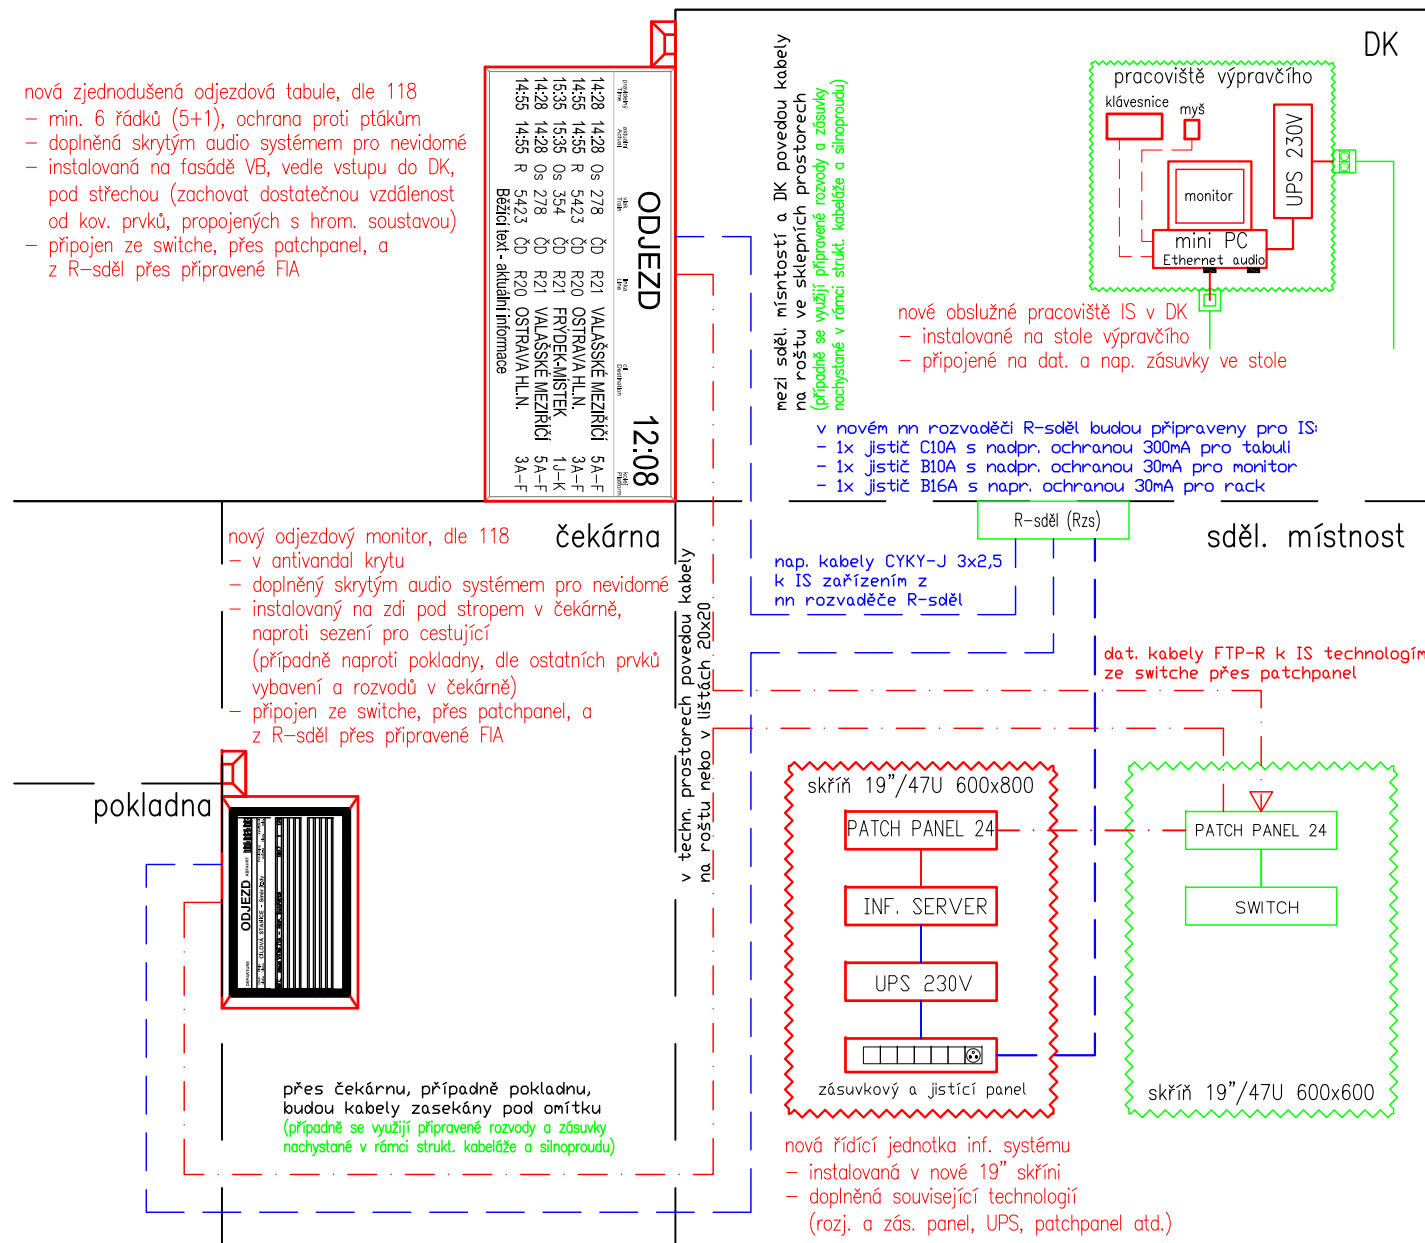 DK
nová zjednodušená odjezdová tabule, dle 118
– min. 6 řádků (5+1), ochrana proti ptákům
– doplněná skrytým audio systémem pro nevidomé
– instalovaná na fasádě VB, vedle vstupu do DK,
pod střechou (zachovat dostatečnou vzdálenost
od kov. prvků, propojených s hrom. soustavou)
– připojen ze switche, přes patchpanel, a
z R–sděl přes připravené FIA
ODJEZD 12:08
pravidelný Time
aktuální Actual
vlak Train
linka Line
cíl Destination
kolej Platform
14:28 14:28 Os 278 ČD R21 VALAŠSKÉ MEZIŘÍČÍ 5A–F
14:55 14:55 R 5423 ČD R20 OSTRAVA HL.N. 3A–F
15:35 15:35 Os 354 ČD R21 FRÝDEK-MÍSTEK 1J–K
14:28 14:28 Os 278 ČD R21 VALAŠSKÉ MEZIŘÍČÍ 5A–F
14:55 14:55 R 5423 ČD R20 OSTRAVA HL.N. 3A–F
Běžící text - aktuální informace
mezi sděl. mísntostí a DK povedou kabely
na roštu ve sklepních prostorech
(případně se využijí připravené rozvody a zásuvky
nachystané v rámci strukt. kabeláže a silnoproudu)
pracoviště výpravčího
klávesnice
myš
monitor
UPS 230V
mini PC
Ethernet audio
nové obslužné pracoviště IS v DK
– instalované na stole výpravčího
– připojené na dat. a nap. zásuvky ve stole
v novém nn rozvaděči R-sděl budou připraveny pro IS:
- 1x jistič C10A s nadpr. ochranou 300mA pro tabuli
- 1x jistič B10A s nadpr. ochranou 30mA pro monitor
- 1x jistič B16A s napr. ochranou 30mA pro rack
R–sděl (Rzs)
sděl. místnost
čekárna
nový odjezdový monitor, dle 118
– v antivandal krytu
– doplněný skrytým audio systémem pro nevidomé
– instalovaný na zdi pod stropem v čekárně,
naproti sezení pro cestující
(případně naproti pokladny, dle ostatních prvků
vybavení a rozvodů v čekárně)
– připojen ze switche, přes patchpanel, a
z R–sděl přes připravené FIA
nap. kabely CYKY-J 3x2,5
k IS zařízením z
nn rozvaděče R-sděl
v techn. prostorech povedou kabely
na roštu nebo v lištách 20x20
dat. kabely FTP-R k IS technologím
ze switche přes patchpanel
pokladna
ODJEZD
DEPARTURE
CÍLOVÁ STANICE
skříň 19"/47U 600x800
PATCH PANEL 24
INF. SERVER
UPS 230V
zásuvkový a jistící panel
PATCH PANEL 24
SWITCH
skříň 19"/47U 600x600
přes čekárnu, případně pokladnu,
budou kabely zasekány pod omítku
(případně se využijí připravené rozvody a zásuvky
nachystané v rámci strukt. kabeláže a silnoproudu)
nová řídící jednotka inf. systému
– instalovaná v nové 19" skříni
– doplněná související technologií
(rozj. a zás. panel, UPS, patchpanel atd.)